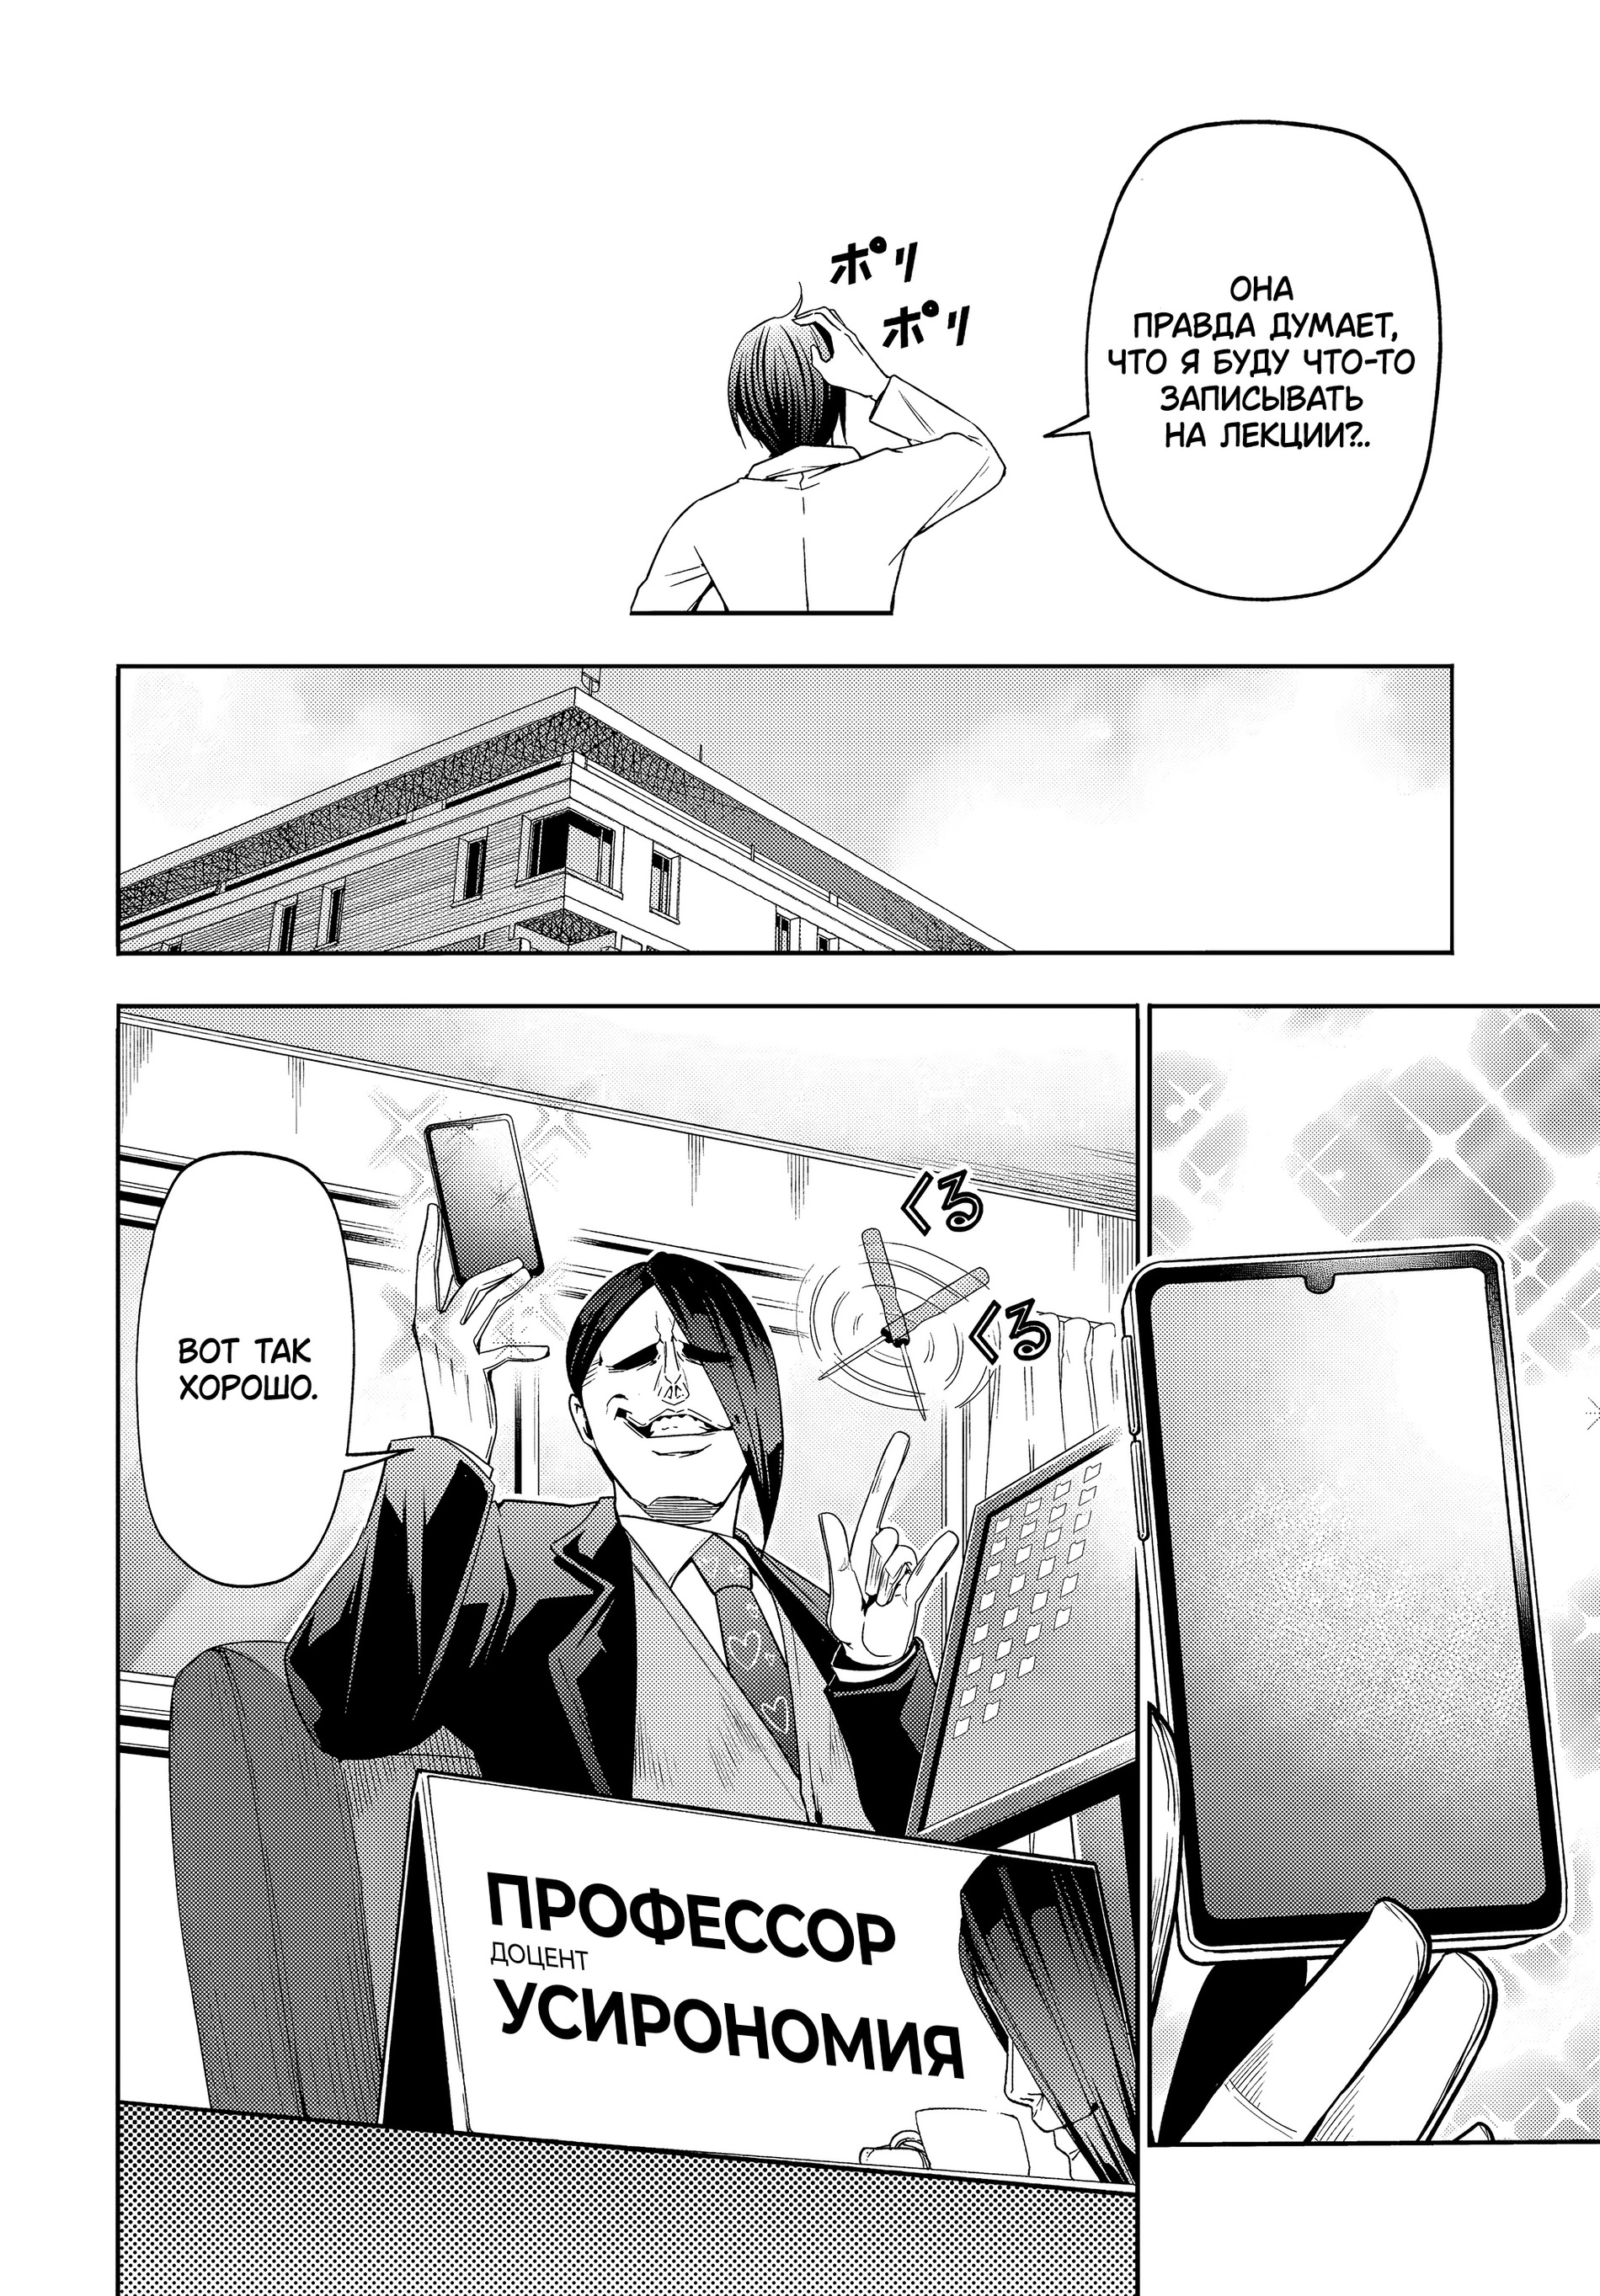 ОНА
ПРАВДА ДУМАЕТ,
ЧТО Я БУДУ ЧТО-ТО
ЗАПИСЫВАТЬ
НА ЛЕКЦИИ?..
ポリ
ポリ
くる
くる
ВОТ ТАК
ХОРОШО.
ПРОФЕССОР
ДОЦЕНТ
УСИРОНОМИЯ